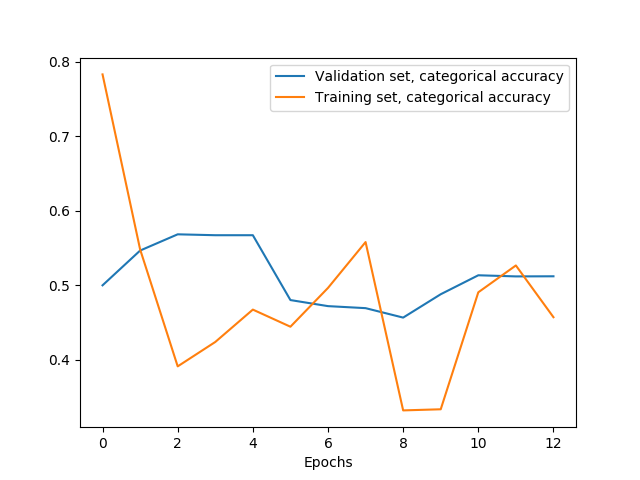 Validation set, categorical accuracy
Training set, categorical accuracy
0.8
0.7
0.6
0.5
0.4
0 2 4 6 8 10 12
Epochs